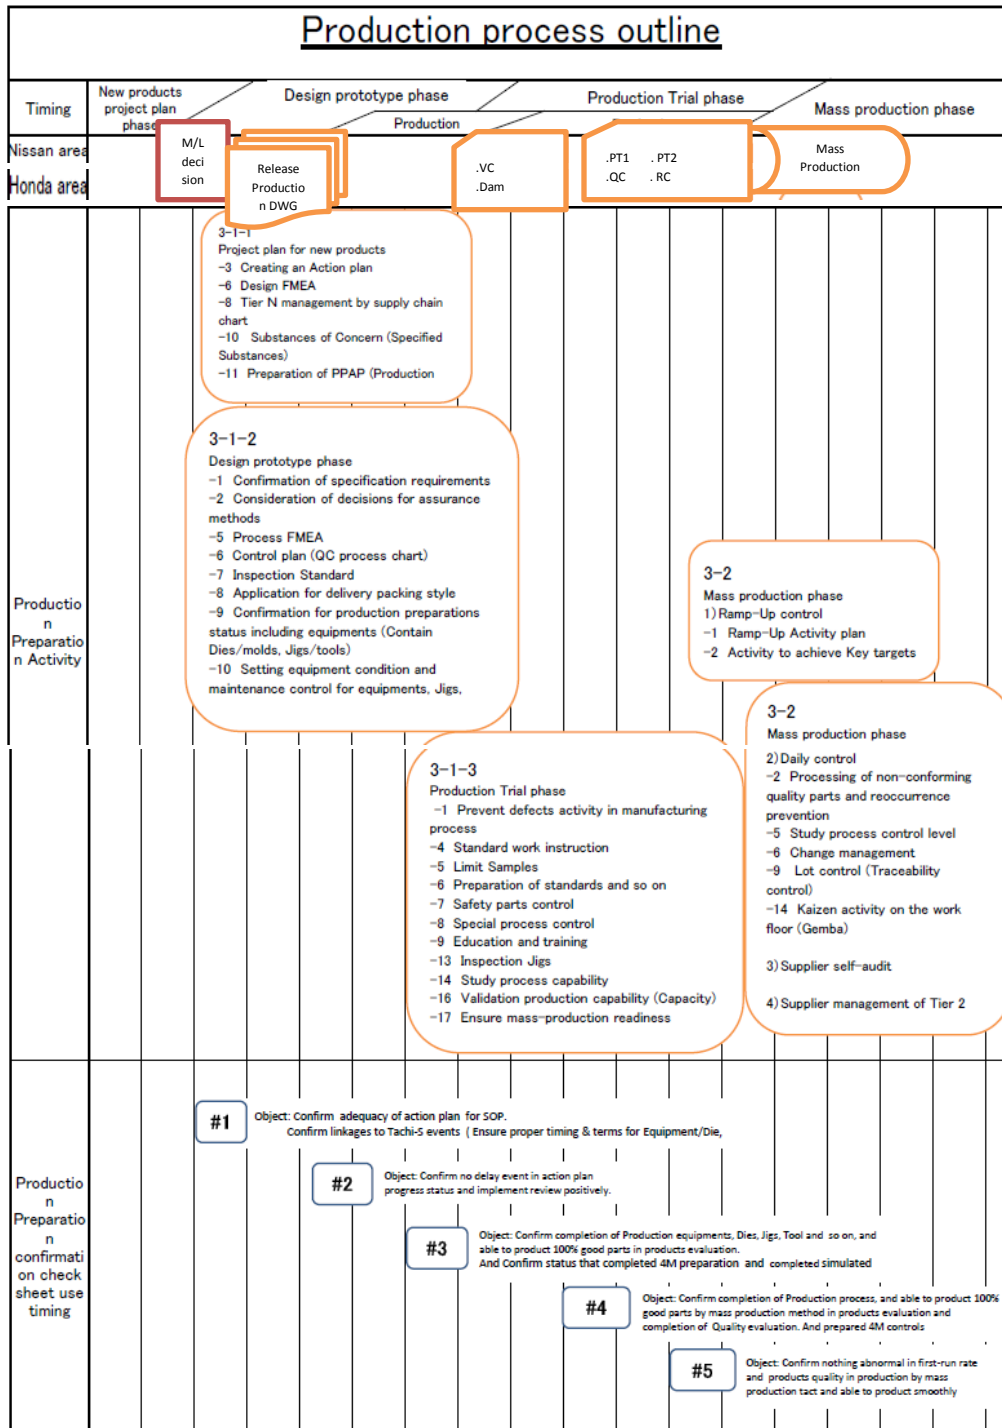 Production process outline
Timing
New products
project plan
phase
Design prototype phase
Production
Production Trial phase
Mass production phase
Nissan area
Honda area
M/L
deci
sion
Release
Productio
n DWG
.VC
.Dam
.PT1 . PT2
.QC . RC
Mass
Production
Productio
n
Preparatio
n Activity
3-1-1
Project plan for new products
-3 Creating an Action plan
-6 Design FMEA
-8 Tier N management by supply chain
chart
-10 Substances of Concern (Specified
Substances)
-11 Preparation of PPAP (Production
3-1-2
Design prototype phase
-1 Confirmation of specification requirements
-2 Consideration of decisions for assurance
methods
-5 Process FMEA
-6 Control plan (QC process chart)
-7 Inspection Standard
-8 Application for delivery packing style
-9 Confirmation for production preparations
status including equipments (Contain
Dies/molds, Jigs/tools)
-10 Setting equipment condition and
maintenance control for equipments, Jigs,
3-2
Mass production phase
1)Ramp-Up control
-1 Ramp-Up Activity plan
-2 Activity to achieve Key targets
3-2
Mass production phase
2)Daily control
-2 Processing of non-conforming
quality parts and reoccurrence
prevention
-5 Study process control level
-6 Change management
-9 Lot control (Traceability
control)
-14 Kaizen activity on the work
floor (Gemba)
3)Supplier self-audit
4)Supplier management of Tier 2
3-1-3
Production Trial phase
-1 Prevent defects activity in manufacturing
process
-4 Standard work instruction
-5 Limit Samples
-6 Preparation of standards and so on
-7 Safety parts control
-8 Special process control
-9 Education and training
-13 Inspection Jigs
-14 Study process capability
-16 Validation production capability (Capacity)
-17 Ensure mass-production readiness
Productio
n
Preparatio
n
confirmati
on check
sheet use
timing
#1
Object: Confirm adequacy of action plan for SOP.
Confirm linkages to Tachi-S events ( Ensure proper timing & terms for Equipment/Die,
#2
Object: Confirm no delay event in action plan
progress status and implement review positively.
#3
Object: Confirm completion of Production equipments, Dies, Jigs, Tool and so on, and
able to product 100% good parts in products evaluation.
And Confirm status that completed 4M preparation and completed simulated
#4
Object: Confirm completion of Production process, and able to product 100%
good parts by mass production method in products evaluation and
completion of Quality evaluation. And prepared 4M controls
#5
Object: Confirm nothing abnormal in first-run rate
and products quality in production by mass
production tact and able to product smoothly